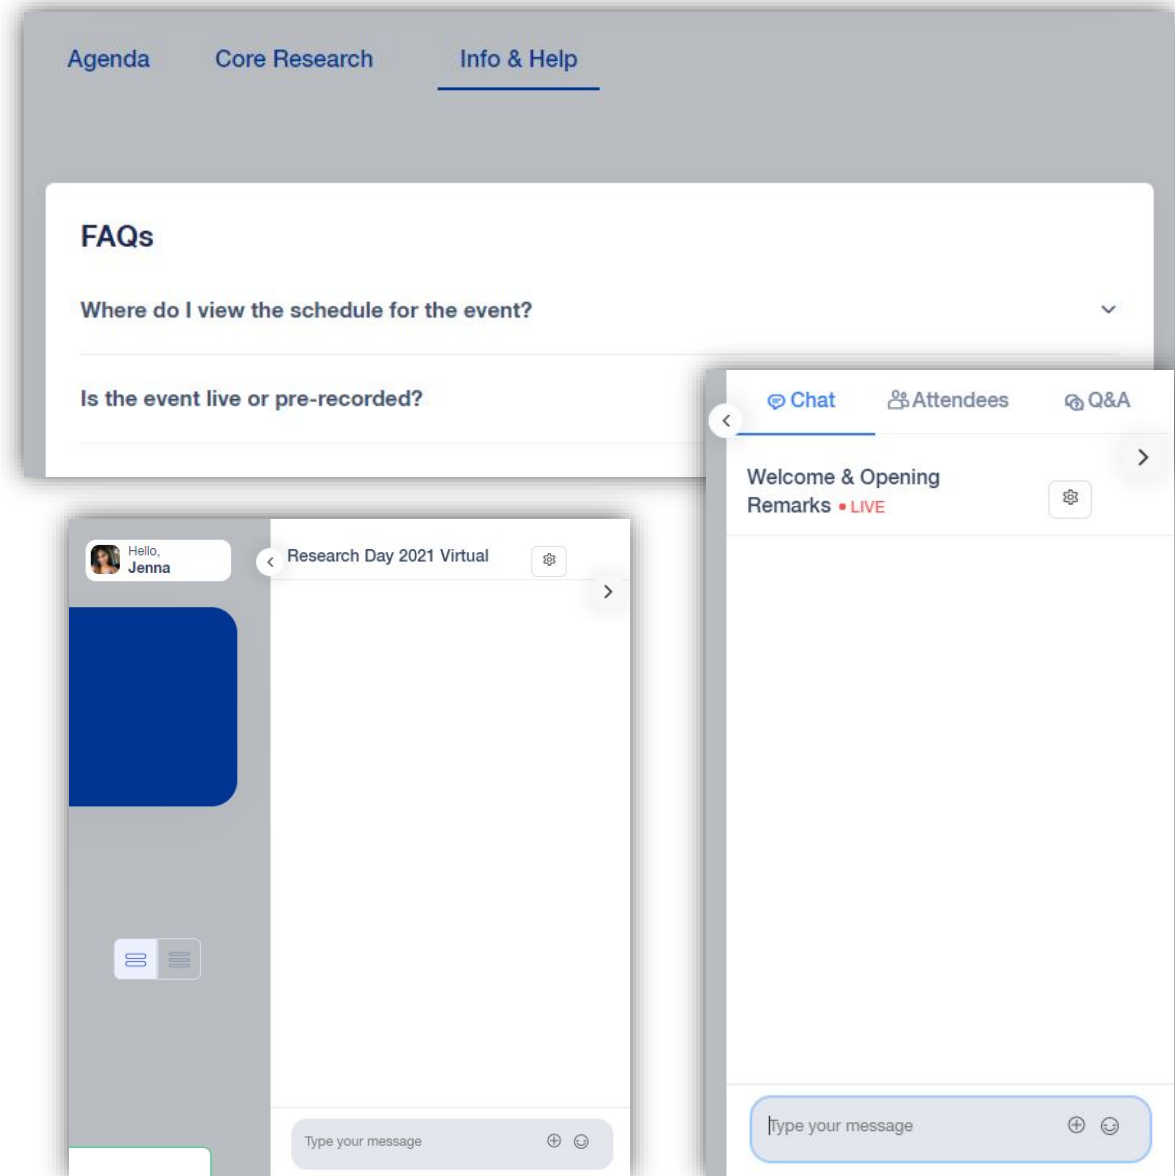 Agenda Core Research Info & Help
FAQs
Where do I view the schedule for the event?
Is the event live or pre-recorded?
Chat Attendees Q&A
Welcome & Opening
Remarks • LIVE
Type your message
Hello,
Jenna
Research Day 2021 Virtual
Type your message